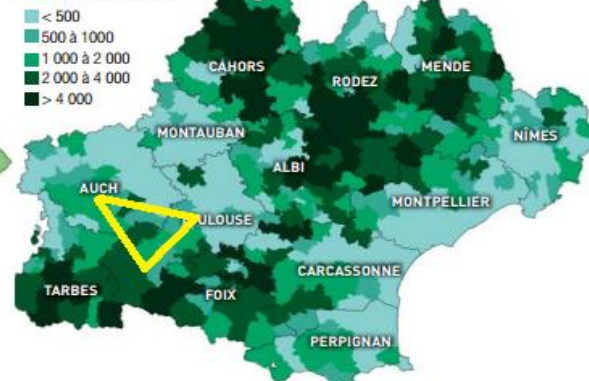 < 500
500 à 1000
1 000 à 2 000
2 000 à 4 000
> 4 000
CAHORS
RODEZ
MENDE
MONTAUBAN
NÎMES
ALBI
AUCH
MONTPELLIER
ULOUSE
CARCASSONNE
TARBES
FOIX
PERPIGNAN